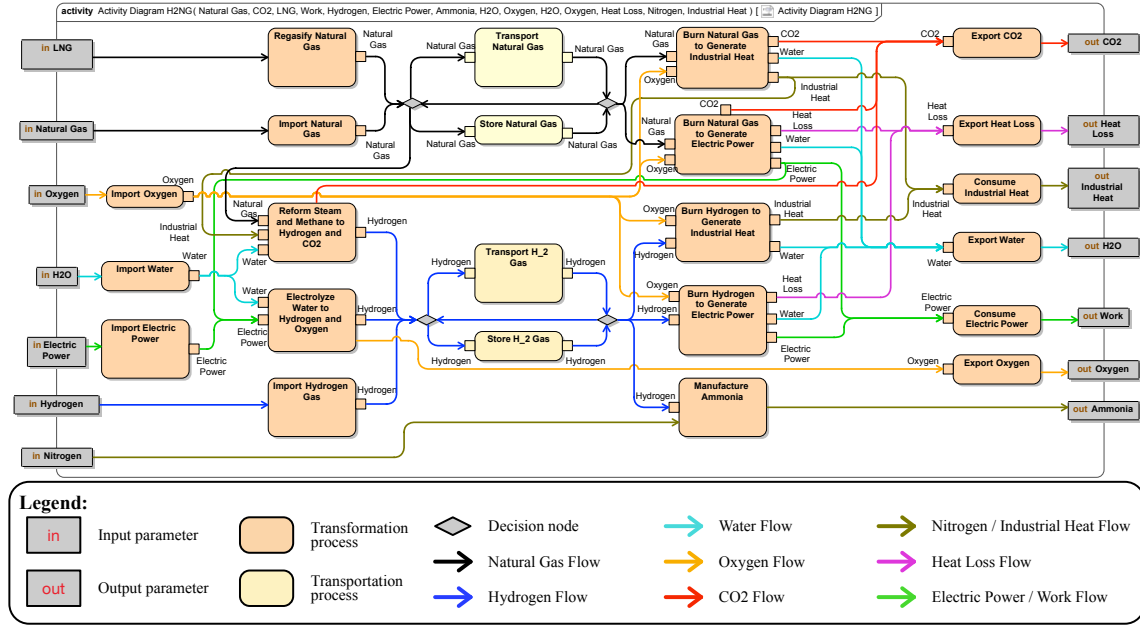 activity Activity Diagram H2NG( Natural Gas, CO2, LNG, Work, Hydrogen, Electric Power, Ammonia, H2O, Oxygen, H2O, Oxygen, Heat Loss, Nitrogen, Industrial Heat ) [ Activity Diagram H2NG ]
in LNG
in Natural Gas
in Oxygen
in H2O
in Electric
Power
in Hydrogen
in Nitrogen
Regasify Natural
Gas
Natural
Gas
Import Natural
Gas
Natural
Gas
Import Oxygen
Oxygen
Import Water
Water
Import Electric
Power
Electric
Power
Natural
Gas
Industrial
Heat
Water
Reform Steam
and Methane to
Hydrogen and
CO2
Hydrogen
Water
Electric
Power
Electrolyze
Water to
Hydrogen and
Oxygen
Hydrogen
Import Hydrogen
Gas
Hydrogen
Natural Gas
Transport
Natural Gas
Natural Gas
Natural Gas
Store Natural Gas
Natural Gas
Hydrogen
Transport H_2
Gas
Hydrogen
Hydrogen
Store H_2 Gas
Hydrogen
Natural
Gas
Oxygen
Burn Natural Gas
to Generate
Industrial Heat
CO2
Water
Industrial
Heat
CO2
Natural
Gas
Oxygen
Burn Natural Gas
to Generate
Electric Power
Heat
Loss
Water
Electric
Power
Oxygen
Hydrogen
Burn Hydrogen to
Generate
Industrial Heat
Industrial
Heat
Water
Oxygen
Hydrogen
Burn Hydrogen
to Generate
Electric Power
Heat
Loss
Water
Electric
Power
Hydrogen
Manufacture
Ammonia
CO2
Export CO2
Heat
Loss
Export Heat Loss
Industrial
Heat
Consume
Industrial Heat
Water
Export Water
Electric
Power
Consume
Electric Power
Oxygen
Export Oxygen
out CO2
out Heat
Loss
out
Industrial
Heat
out H2O
out Work
out Oxygen
out Ammonia
Legend:
in
Input parameter
Transformation
process
Decision node
Water Flow
Nitrogen / Industrial Heat Flow
Natural Gas Flow
Oxygen Flow
Heat Loss Flow
out
Output parameter
Transportation
process
Hydrogen Flow
CO2 Flow
Electric Power / Work Flow